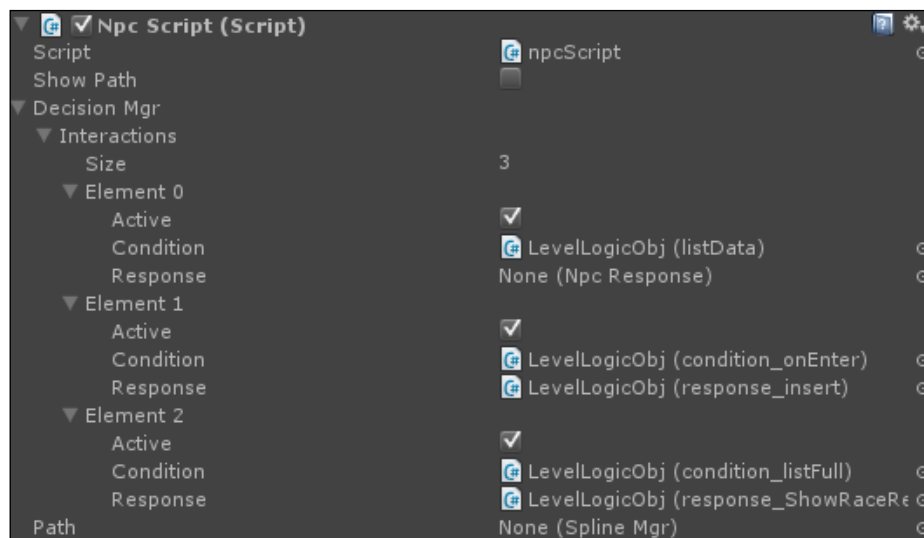 Npc Script (Script)
Script npcScript
Show Path
Decision Mgr
Interactions
Size 3
Element 0
Active
Condition LevelLogicObj (listData)
Response None (Npc Response)
Element 1
Active
Condition LevelLogicObj (condition_onEnter)
Response LevelLogicObj (response_insert)
Element 2
Active
Condition LevelLogicObj (condition_listFull)
Response LevelLogicObj (response_ShowRaceRe
Path None (Spline Mgr)